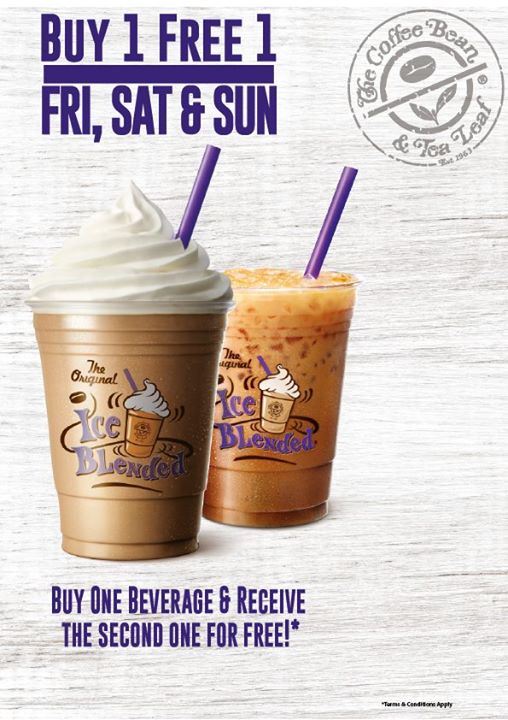 BUY 1 FREE 1
FRI, SAT & SUN
The Coffee Bean
& Tea Leaf
®
Est 1963
The
Original
Ice
BLended
The
iginal
Ice
BLended
BUY ONE BEVERAGE & RECEIVE
THE SECOND ONE FOR FREE!*
*Terms & Conditions Apply